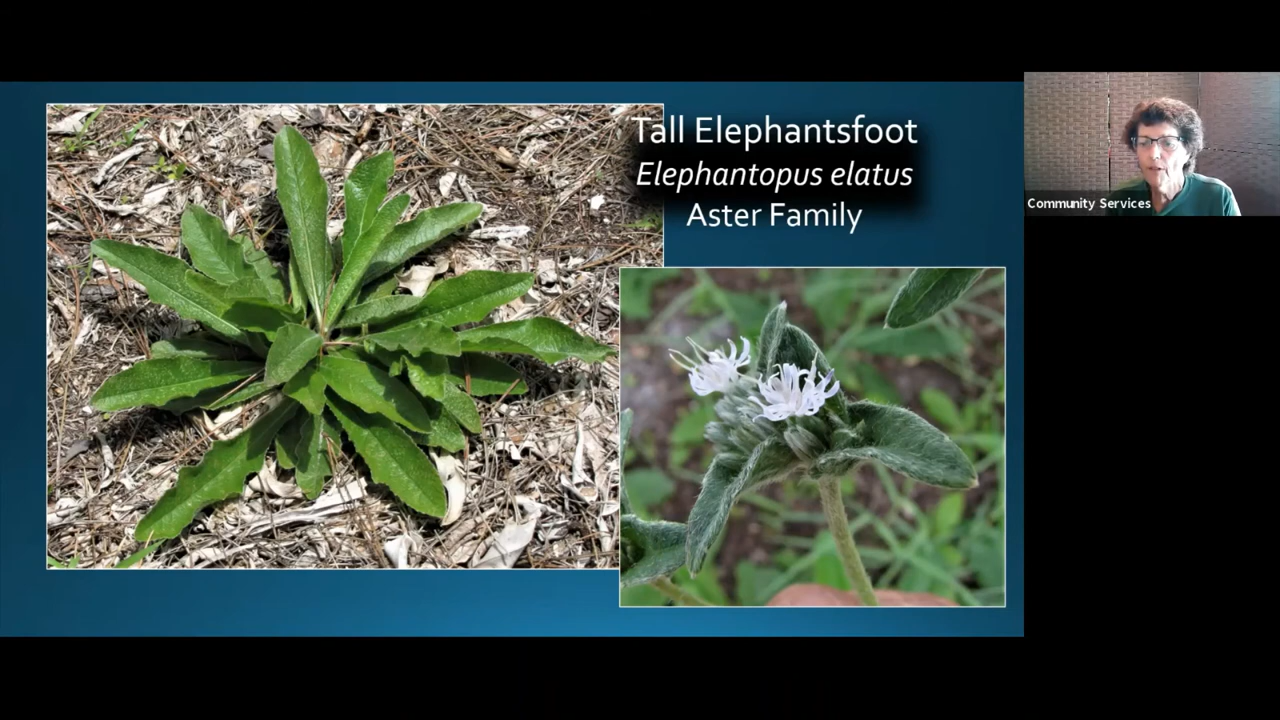 Tall Elephantsfoot
Elephantopus elatus
Aster Family
Community Services